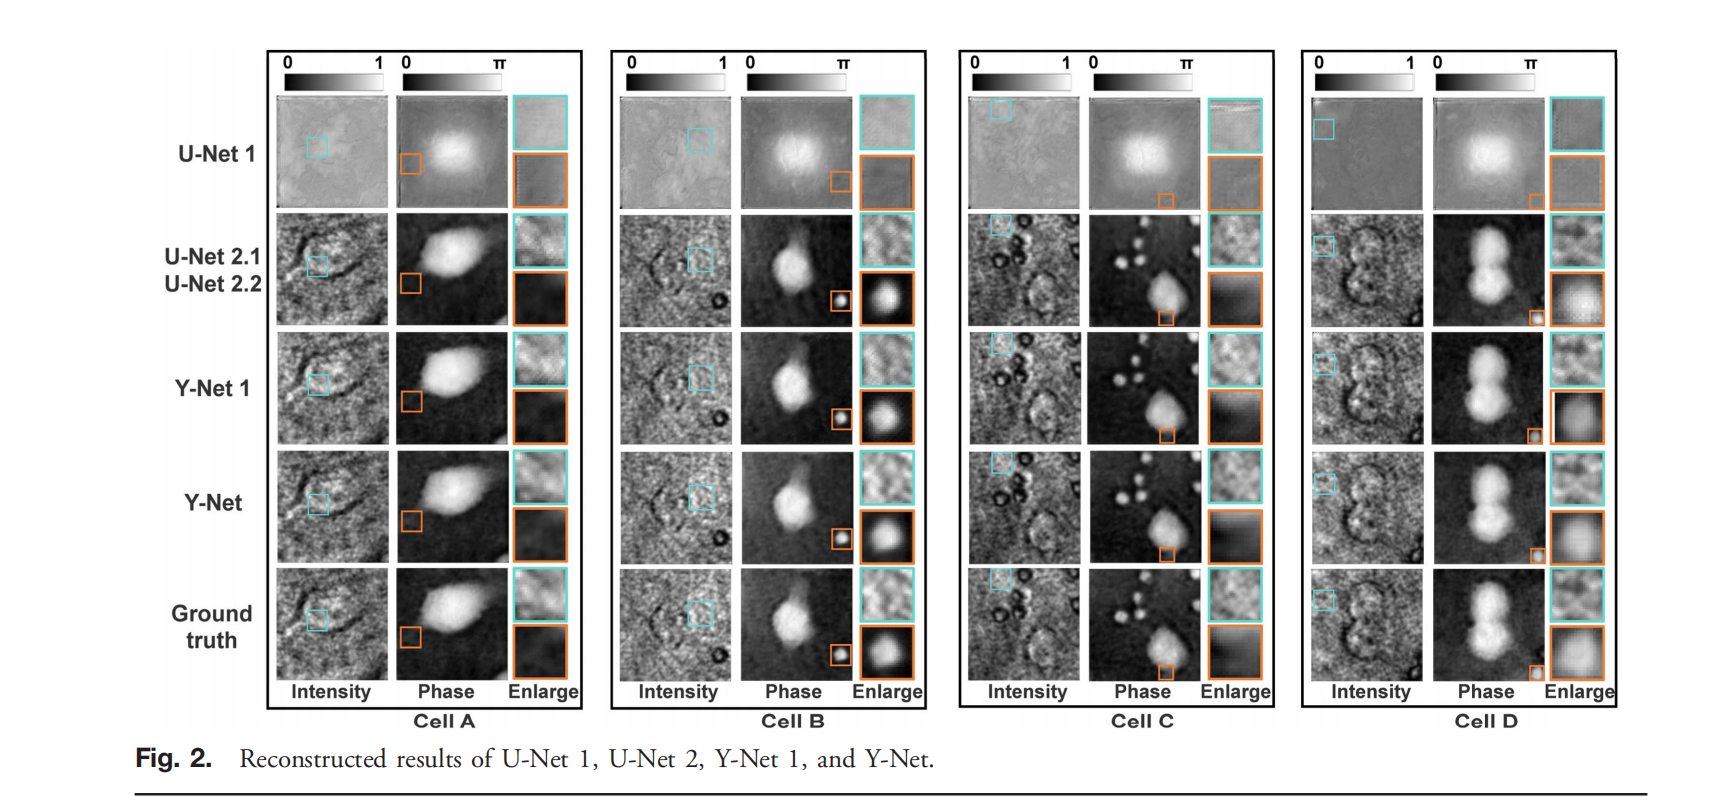 0 1 0 π 0 1 0 π 0 1 0 π 0 1 0 π
U-Net 1
U-Net 2.1
U-Net 2.2
Y-Net 1
Y-Net
Ground
truth
Intensity Phase Enlarge Intensity Phase Enlarge Intensity Phase Enlarge Intensity Phase Enlarge
Cell A Cell B Cell C Cell D
Fig. 2. Reconstructed results of U-Net 1, U-Net 2, Y-Net 1, and Y-Net.